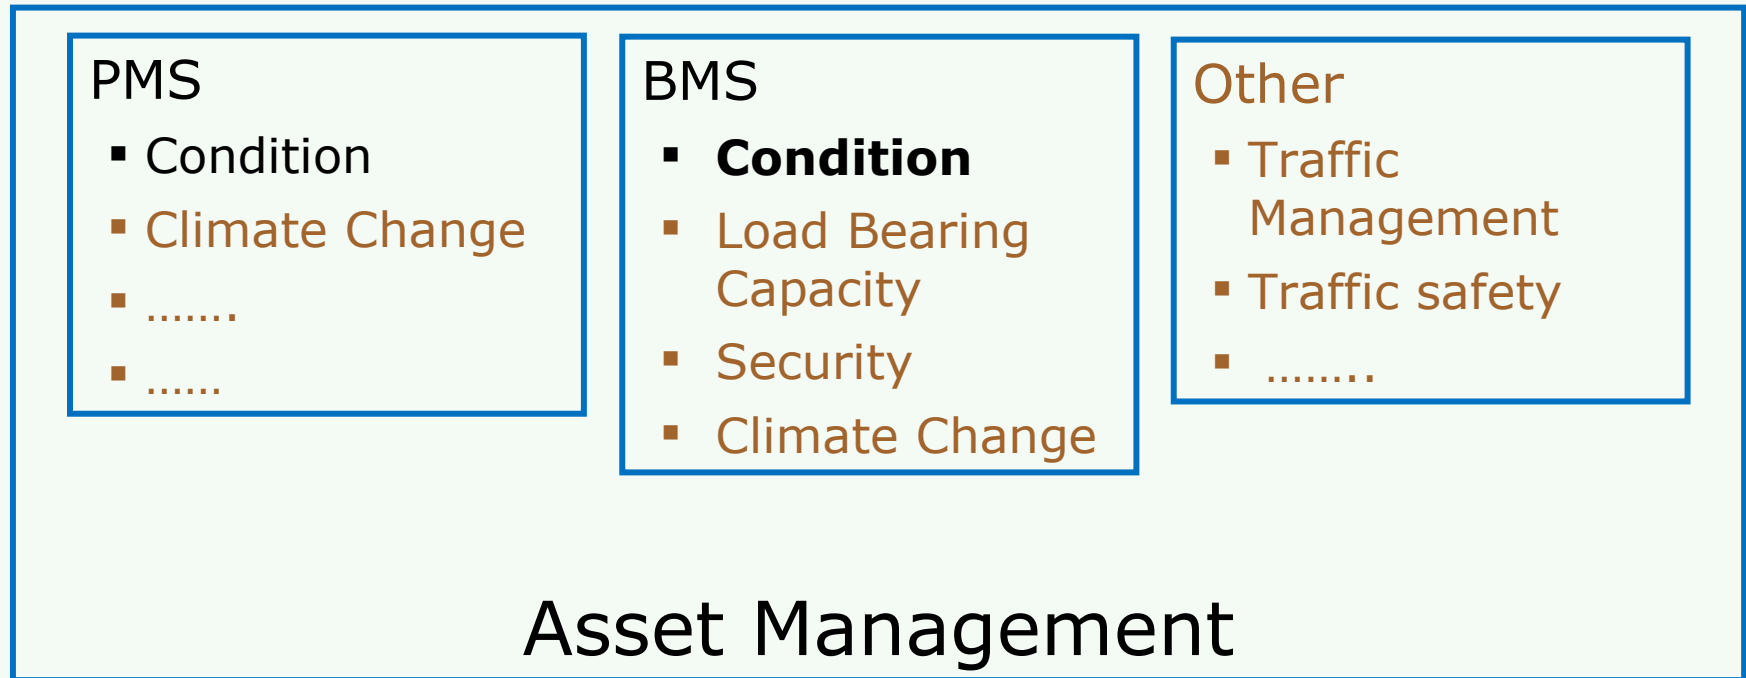 PMS
▪ Condition
▪ Climate Change
▪ …….
▪ ……
BMS
▪ Condition
▪ Load Bearing
Capacity
▪ Security
▪ Climate Change
Other
▪ Traffic
Management
▪ Traffic safety
▪ ……..
Asset Management